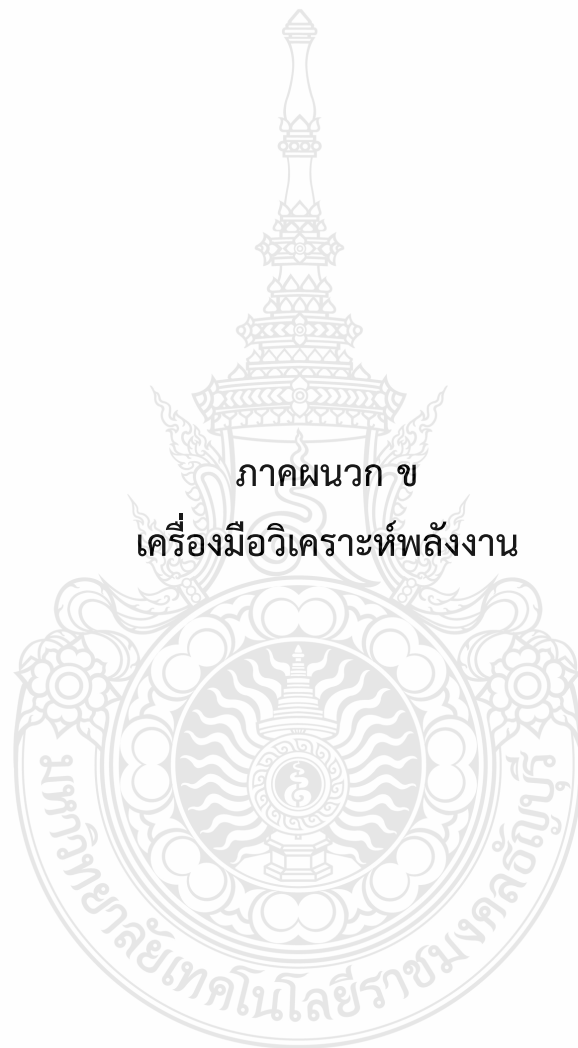 ภาคผนวก ข
เครื่องมือวิเคราะห์พลังงาน
มหาวิทยาลัยเทคโนโลยีราชมงคลธัญบุรี